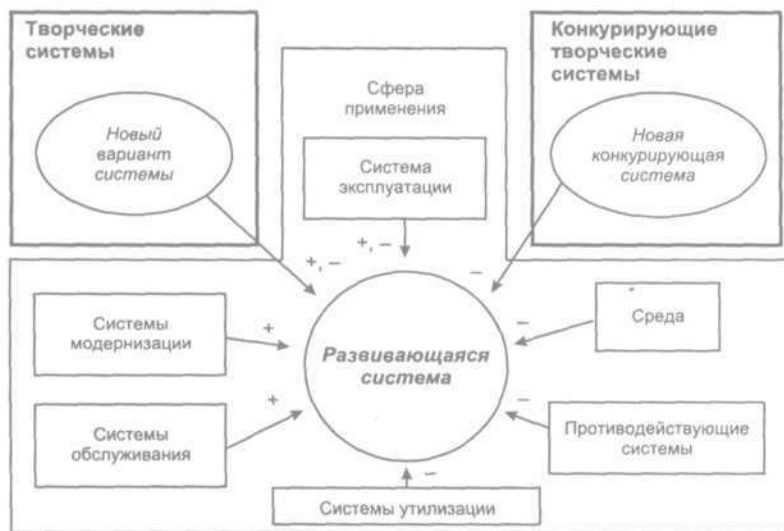 Творческие
системы
Конкурирующие
творческие
системы
Сфера
применения
Новый
вариант
системы
Система
эксплуатации
Новая
конкурирующая
система
+, –
+, –
–
Системы
модернизации
+
Развивающаяся
система
–
Среда
Системы
обслуживания
+
–
Противодействующие
системы
–
Системы утилизации